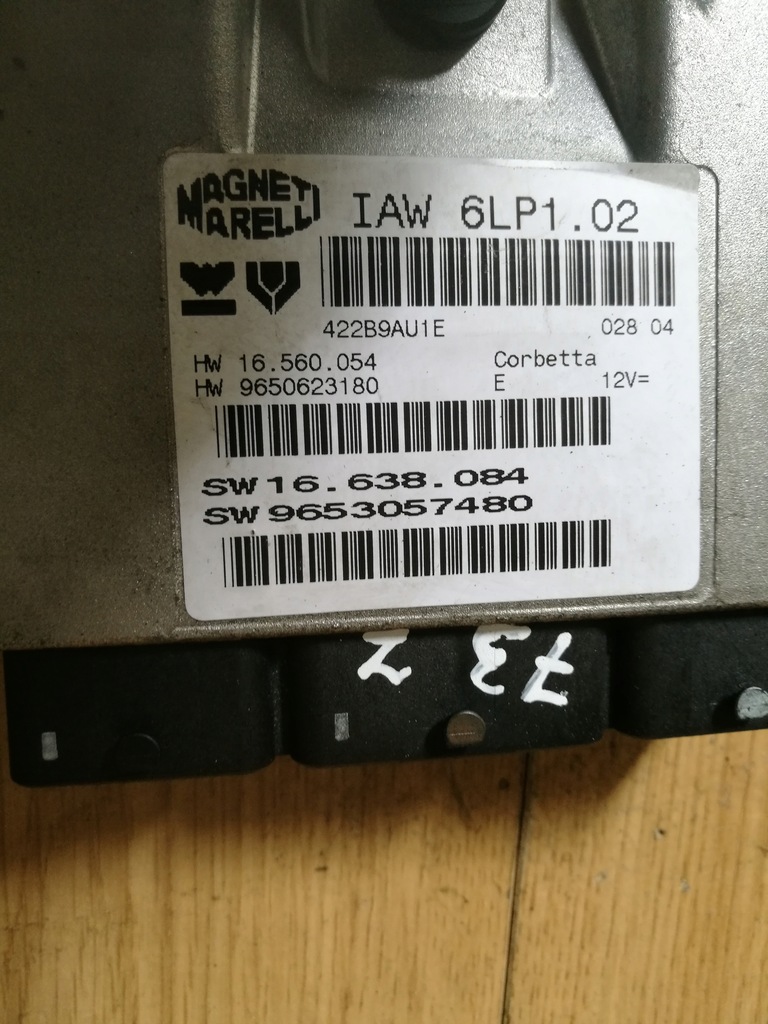 MAGNETI
MARELLI
IAW 6LP1.02
422B9AU1E 028 04
HW 16.560.054 Corbetta
HW 9650623180 E 12V=
SW 16.638.084
SW 9653057480